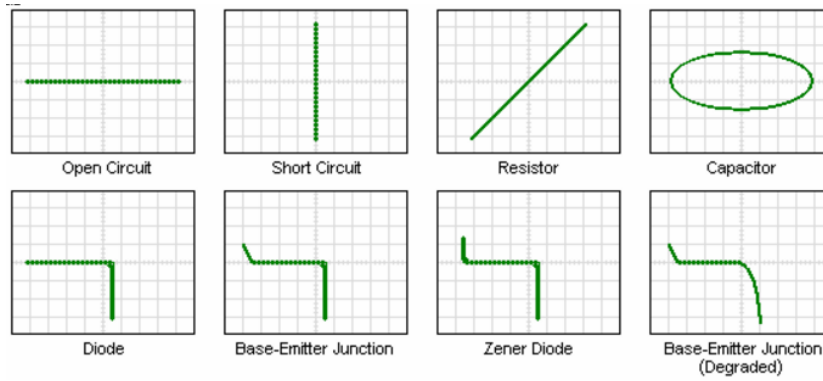 Open Circuit
Short Circuit
Resistor
Capacitor
Diode
Base-Emitter Junction
Zener Diode
Base-Emitter Junction
(Degraded)